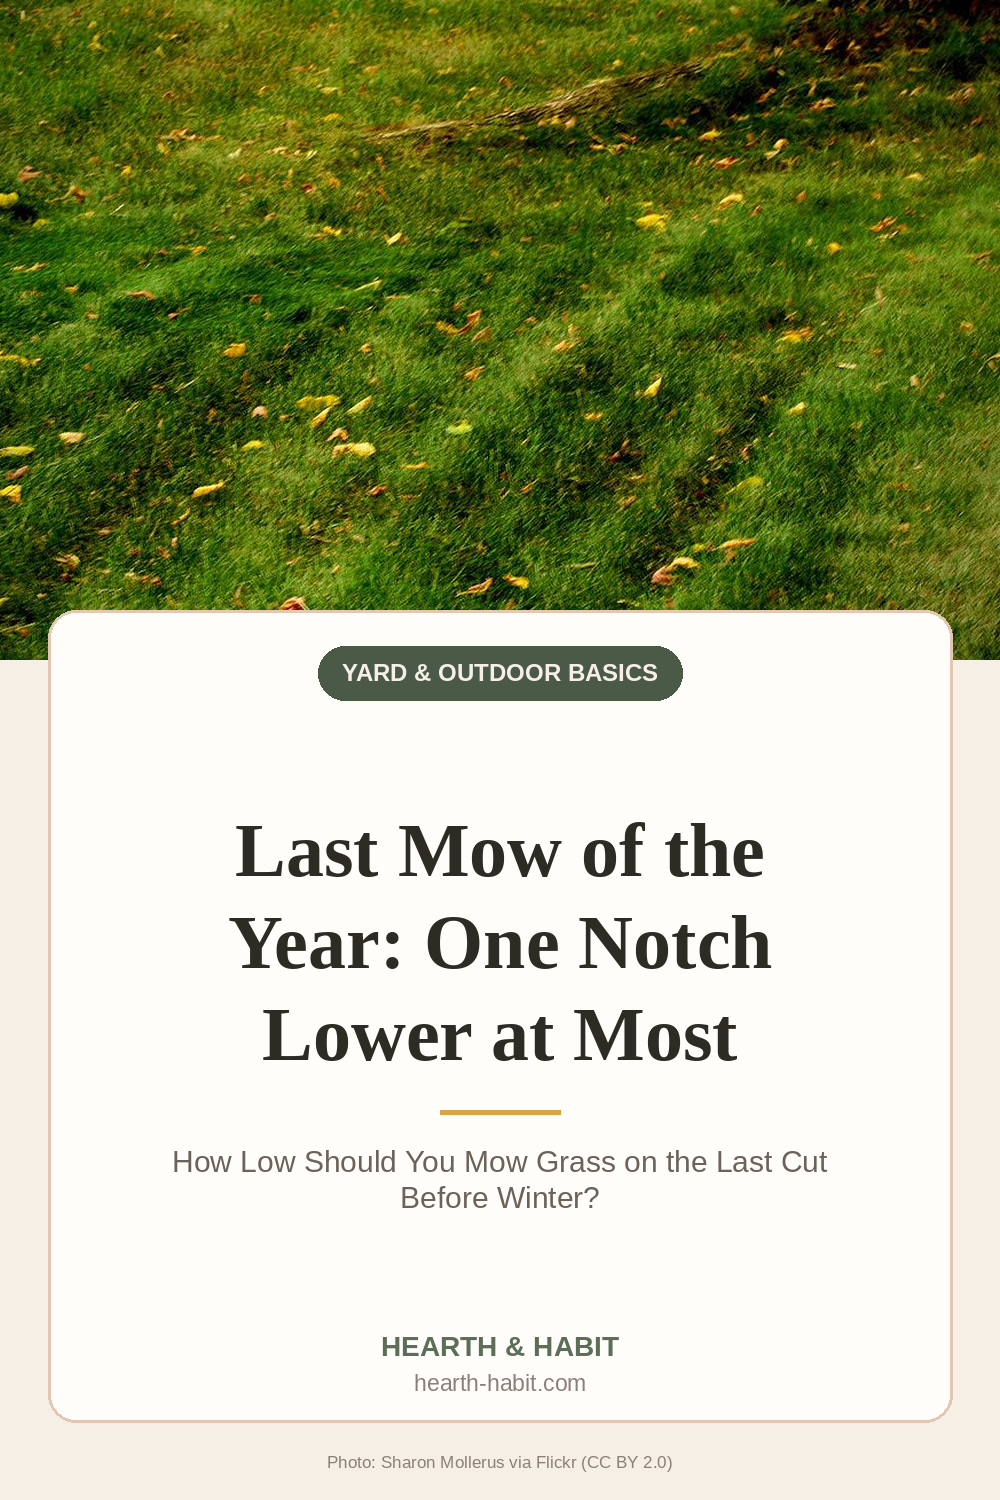 YARD & OUTDOOR BASICS
Last Mow of the
Year: One Notch
Lower at Most
How Low Should You Mow Grass on the Last Cut
Before Winter?
HEARTH & HABIT
hearth-habit.com
Photo: Sharon Mollerus via Flickr (CC BY 2.0)